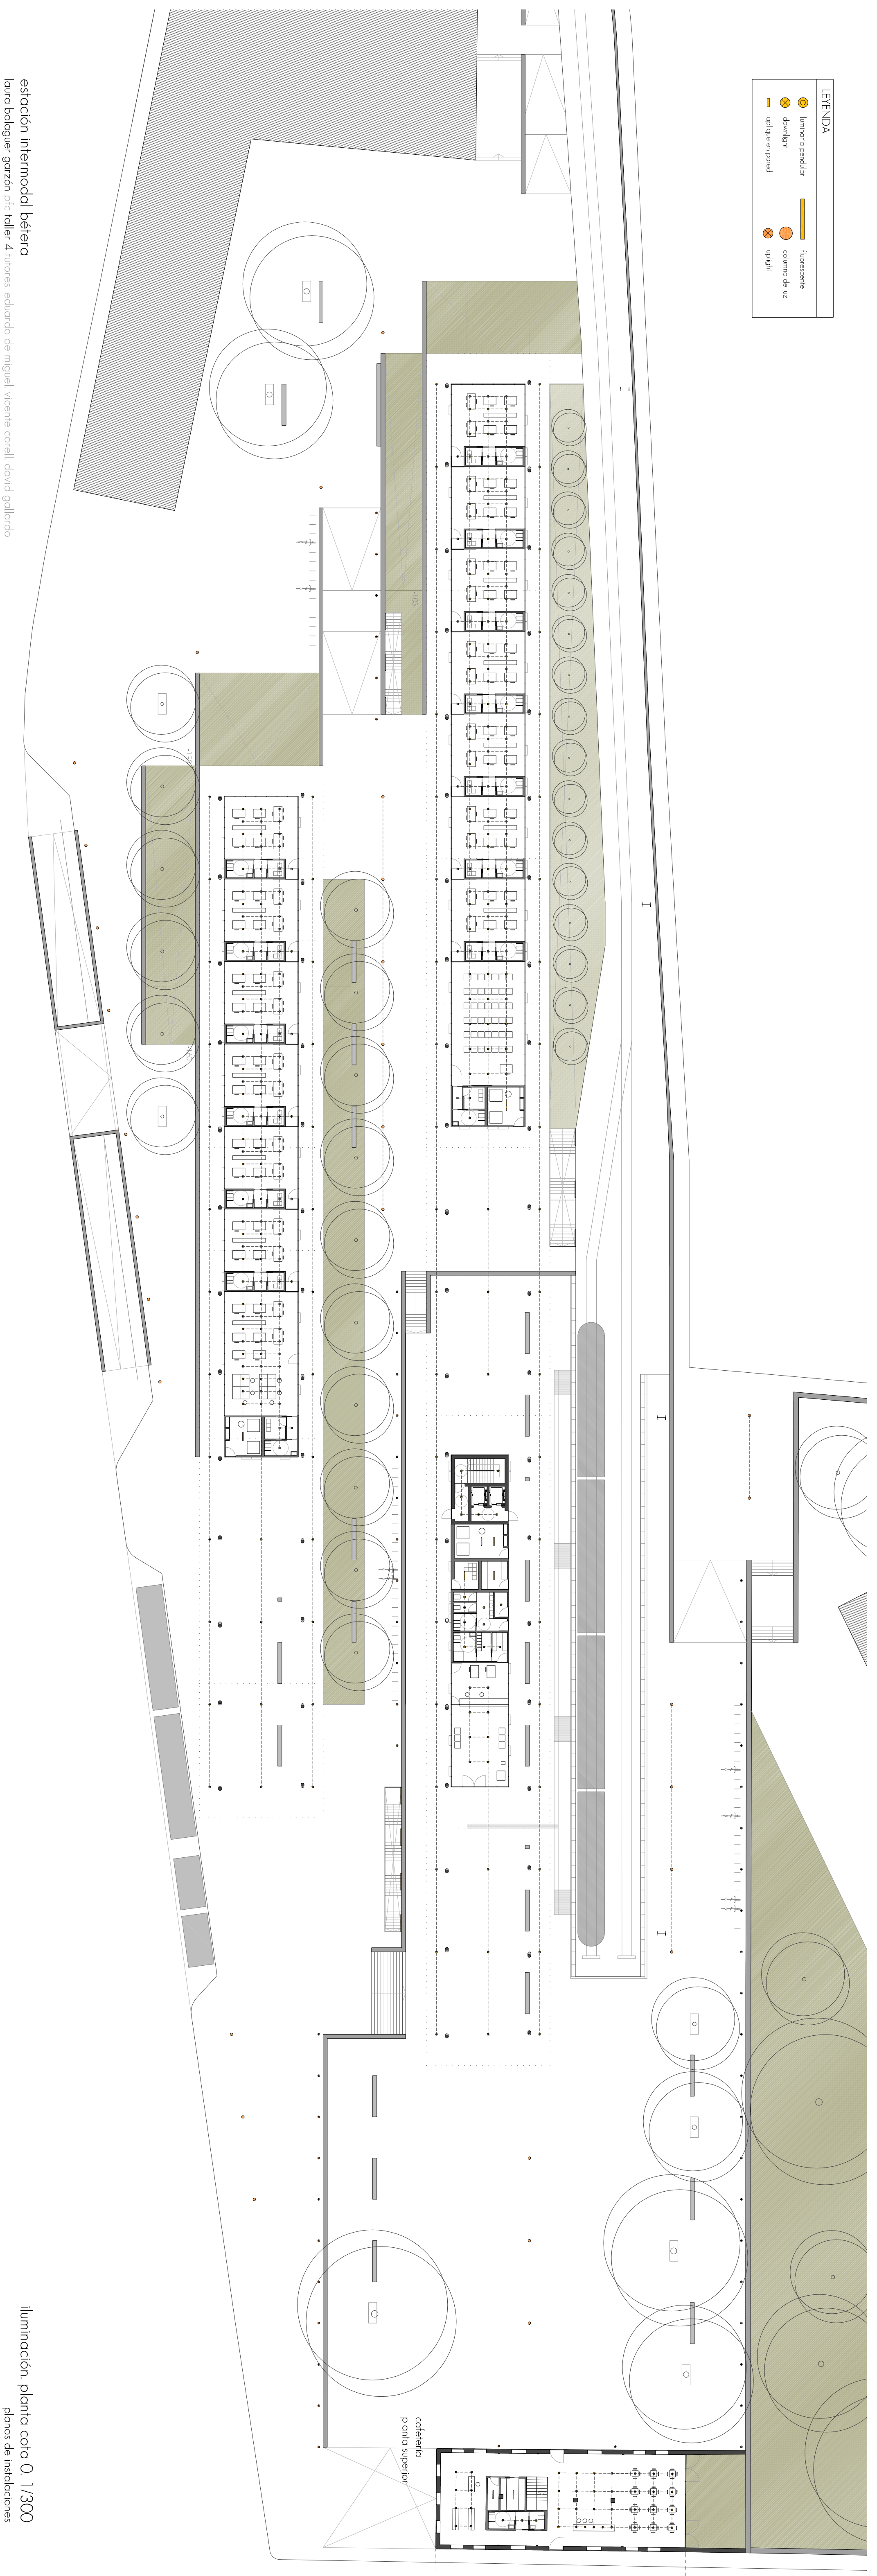 LEYENDA
luminaria pendular
downlight
aplique en pared
fluorescente
columna de luz
uplight
cafetería
planta superior
estación intermodal bétera
laura balaguer garzón pfc taller 4 tutores. eduardo de miguel. vicente corell. david gallardo
iluminación. planta cota 0. 1/300
planos de instalaciones